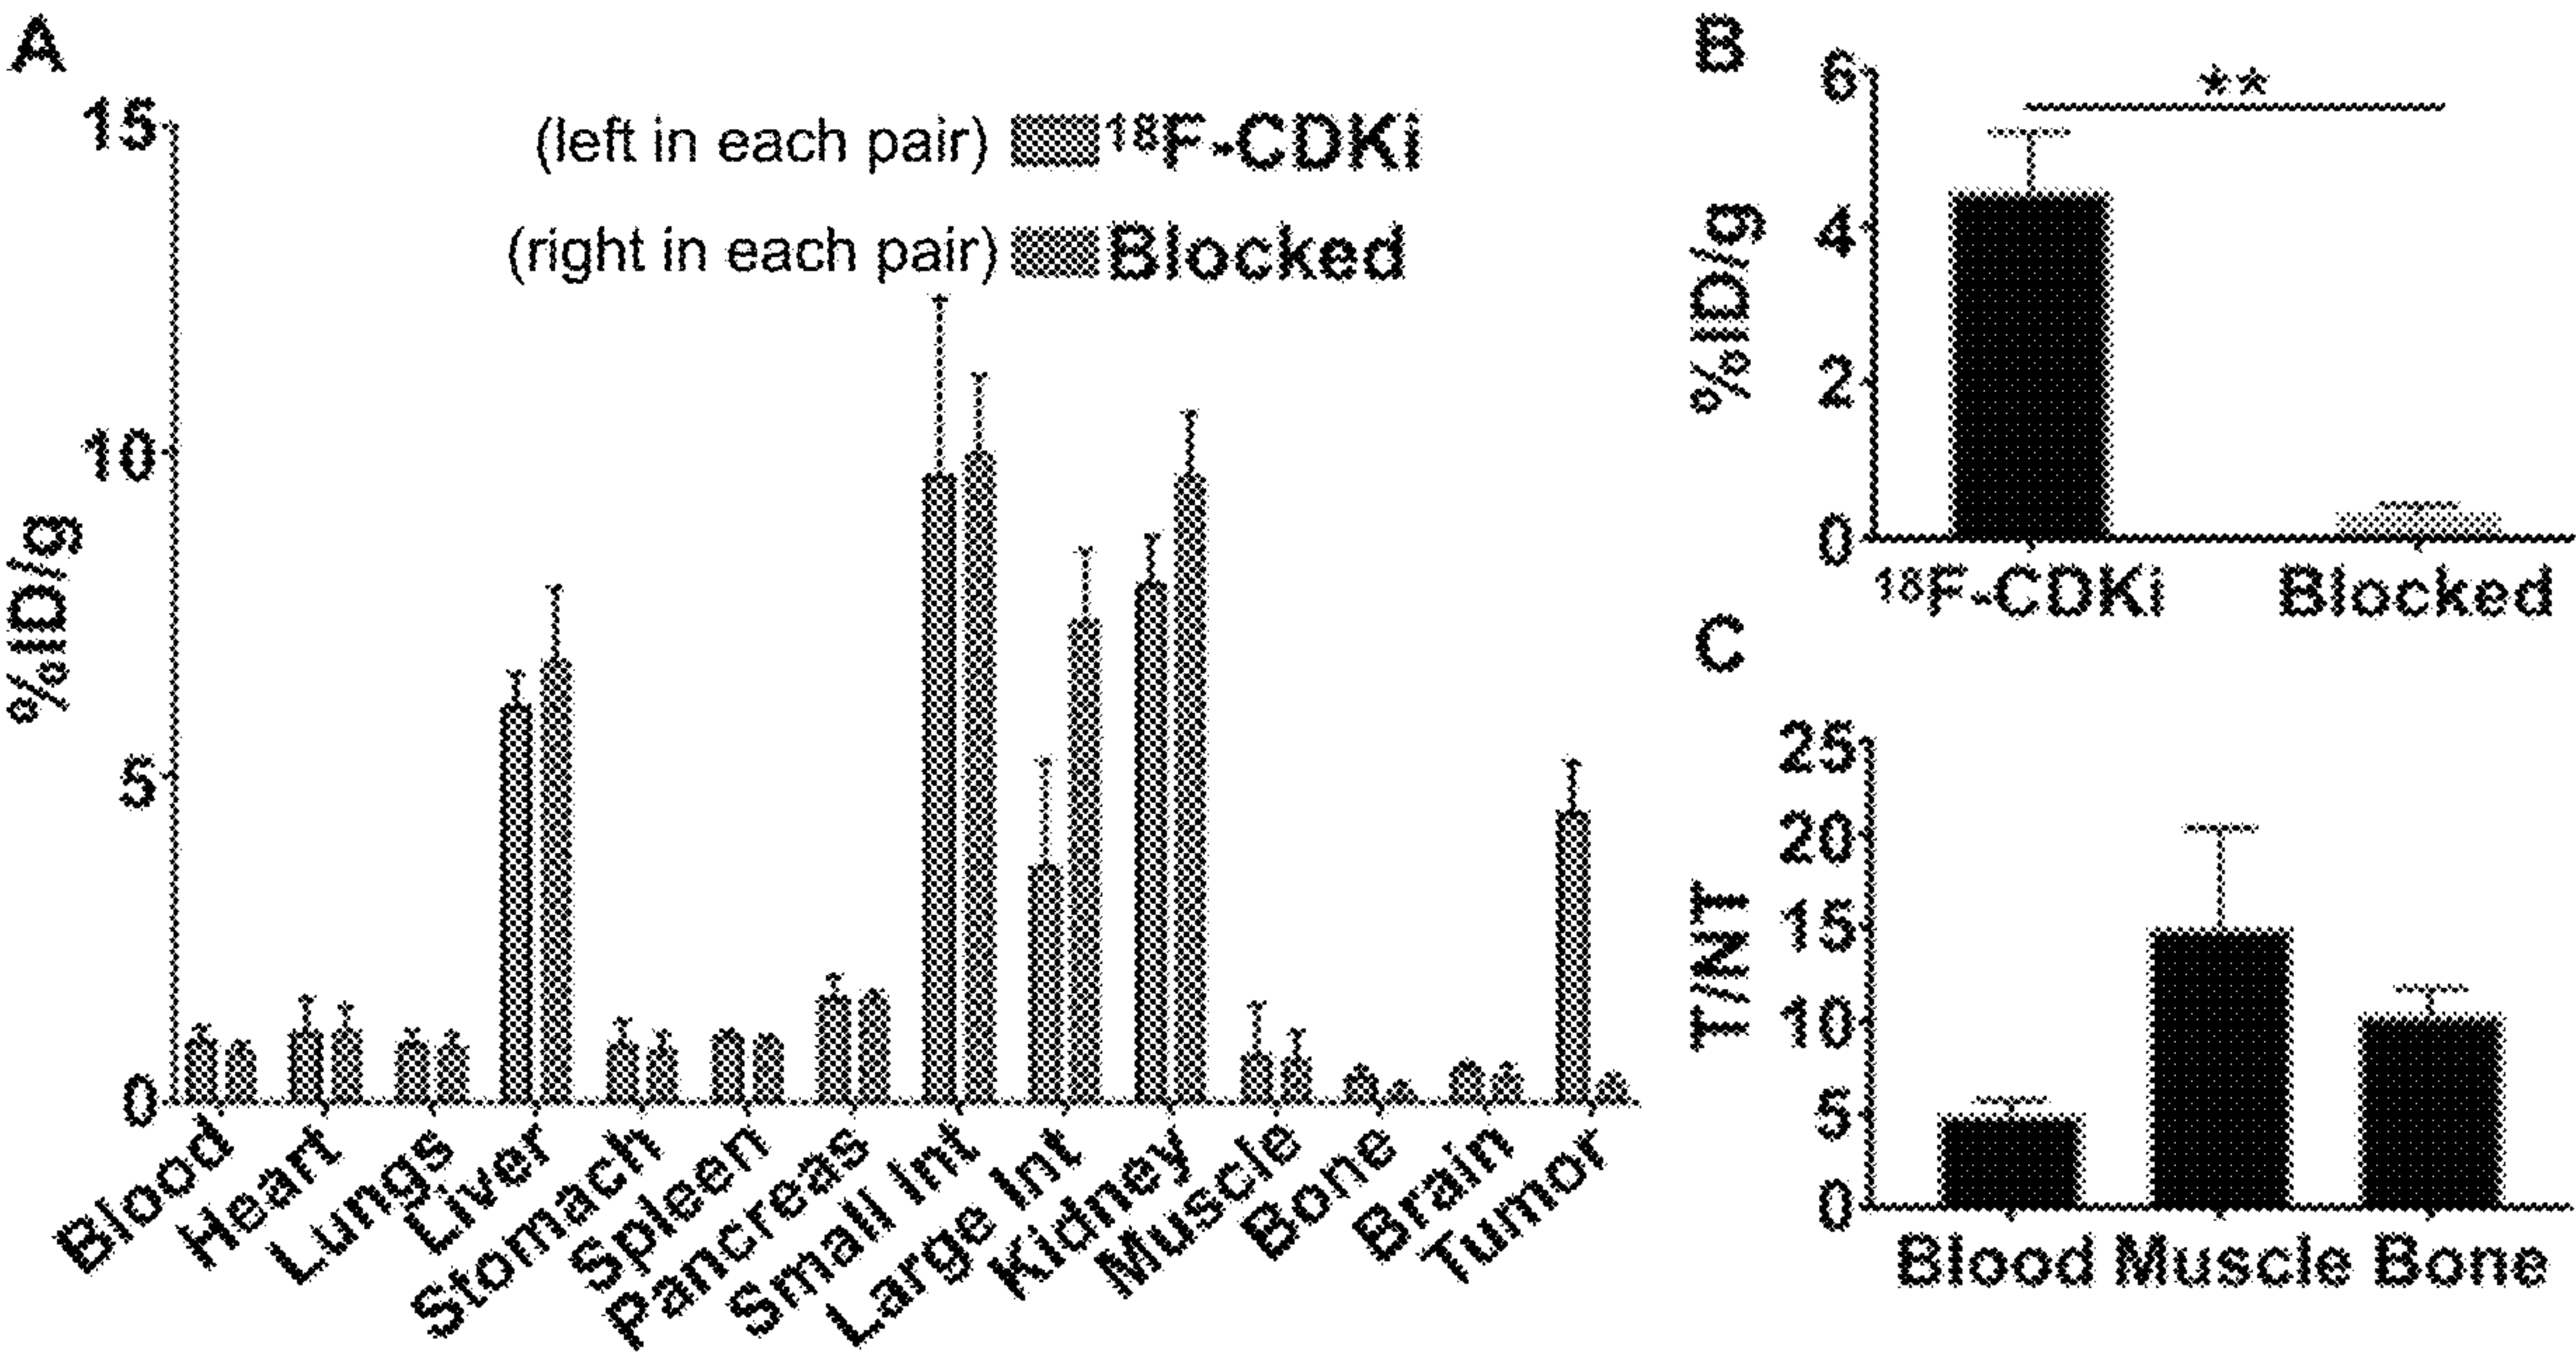 A
15
10
5
0
%ID/g
(left in each pair) ¹⁸F-CDKi
(right in each pair) Blocked
Blood
Heart
Lungs
Liver
Stomach
Spleen
Pancreas
Small Int
Large Int
Kidney
Muscle
Bone
Brain
Tumor
B
6
4
2
0
%ID/g
**
¹⁸F-CDKi Blocked
C
25
20
15
10
5
0
T/NT
Blood Muscle Bone